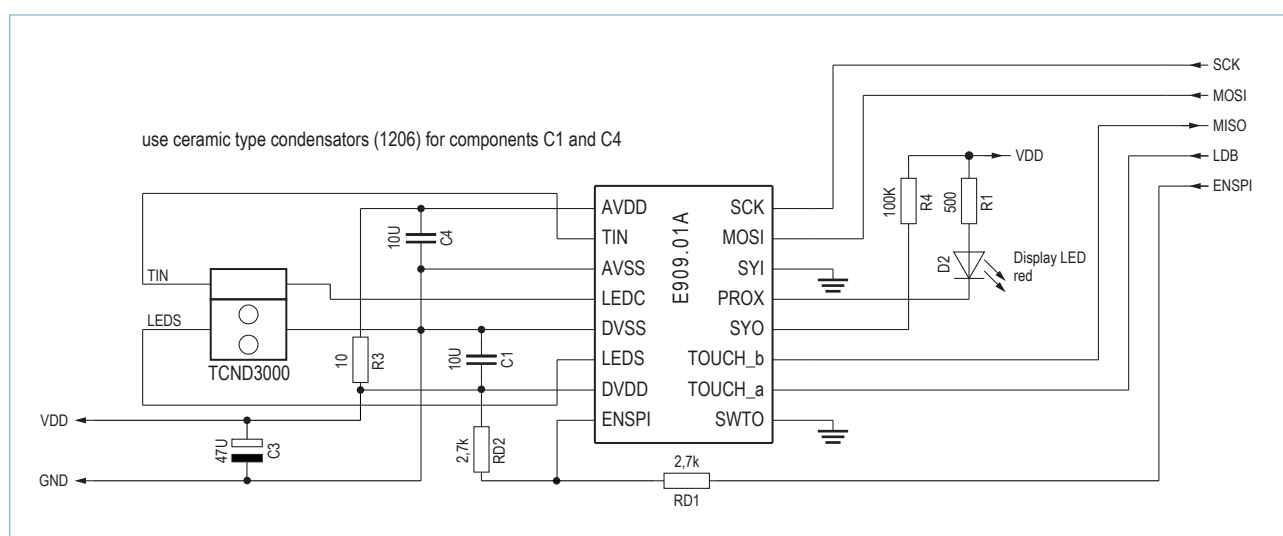 SCK
MOSI
MISO
LDB
ENSPI
use ceramic type condensators (1206) for components C1 and C4
VDD
100K
R4
500
R1
D2
Display LED
red
10U
C4
TIN
LEDS
TCND3000
10
R3
10U
C1
VDD
47U
C3
GND
2,7k
RD2
2,7k
RD1
E909.01A
AVDD
TIN
AVSS
LEDC
DVSS
LEDS
DVDD
ENSPI
SCK
MOSI
SYI
PROX
SYO
TOUCH_b
TOUCH_a
SWTO